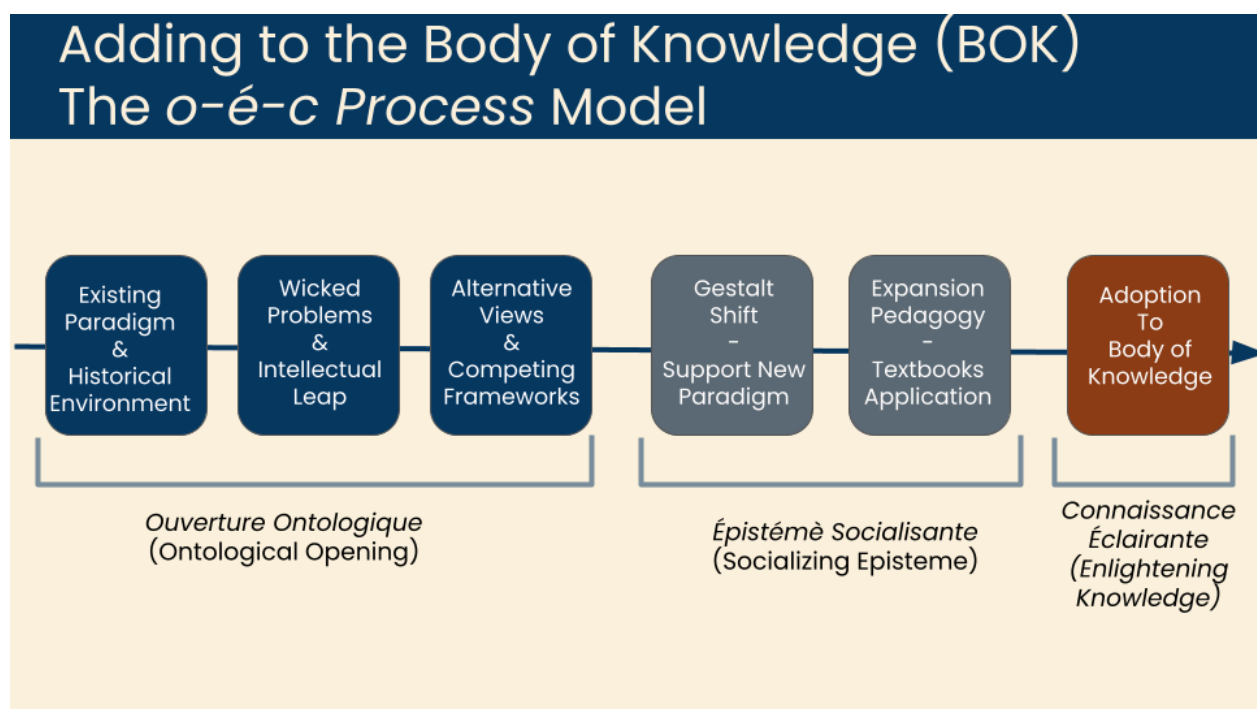 Adding to the Body of Knowledge (BOK)
The o-é-c Process Model
Existing
Paradigm
&
Historical
Environment
Wicked
Problems
&
Intellectual
Leap
Alternative
Views
&
Competing
Frameworks
Gestalt
Shift
-
Support New
Paradigm
Expansion
Pedagogy
-
Textbooks
Application
Adoption
To
Body of
Knowledge
Ouverture Ontologique
(Ontological Opening)
Épistémè Socialisante
(Socializing Episteme)
Connaissance
Éclairante
(Enlightening
Knowledge)